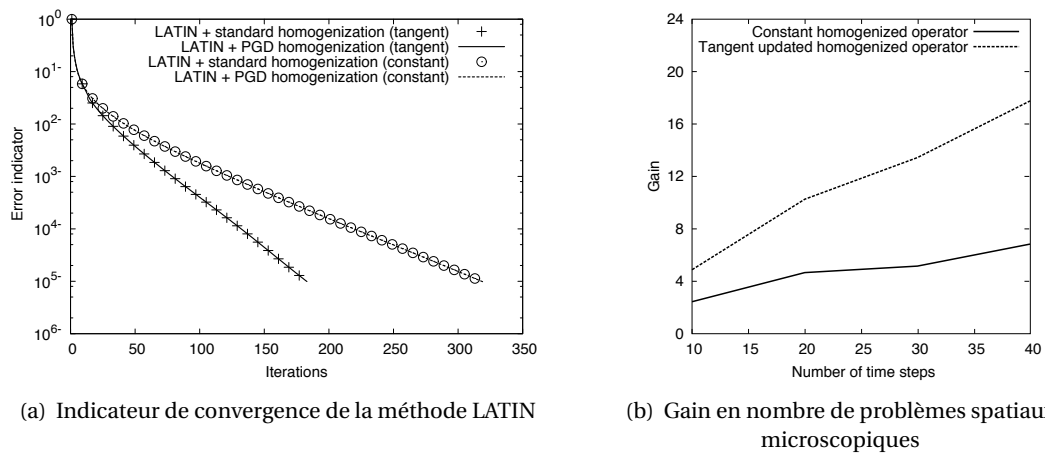 LATIN + standard homogenization (tangent)
LATIN + PGD homogenization (tangent)
LATIN + standard homogenization (constant)
LATIN + PGD homogenization (constant)
10^0
10^1-
10^2-
10^3-
10^4-
10^5-
10^6-
Error indicator
0 50 100 150 200 250 300 350
Iterations
(a) Indicateur de convergence de la méthode LATIN
Constant homogenized operator
Tangent updated homogenized operator
24
20
16
12
8
4
0
Gain
10 15 20 25 30 35 40
Number of time steps
(b) Gain en nombre de problèmes spatiau
microscopiques